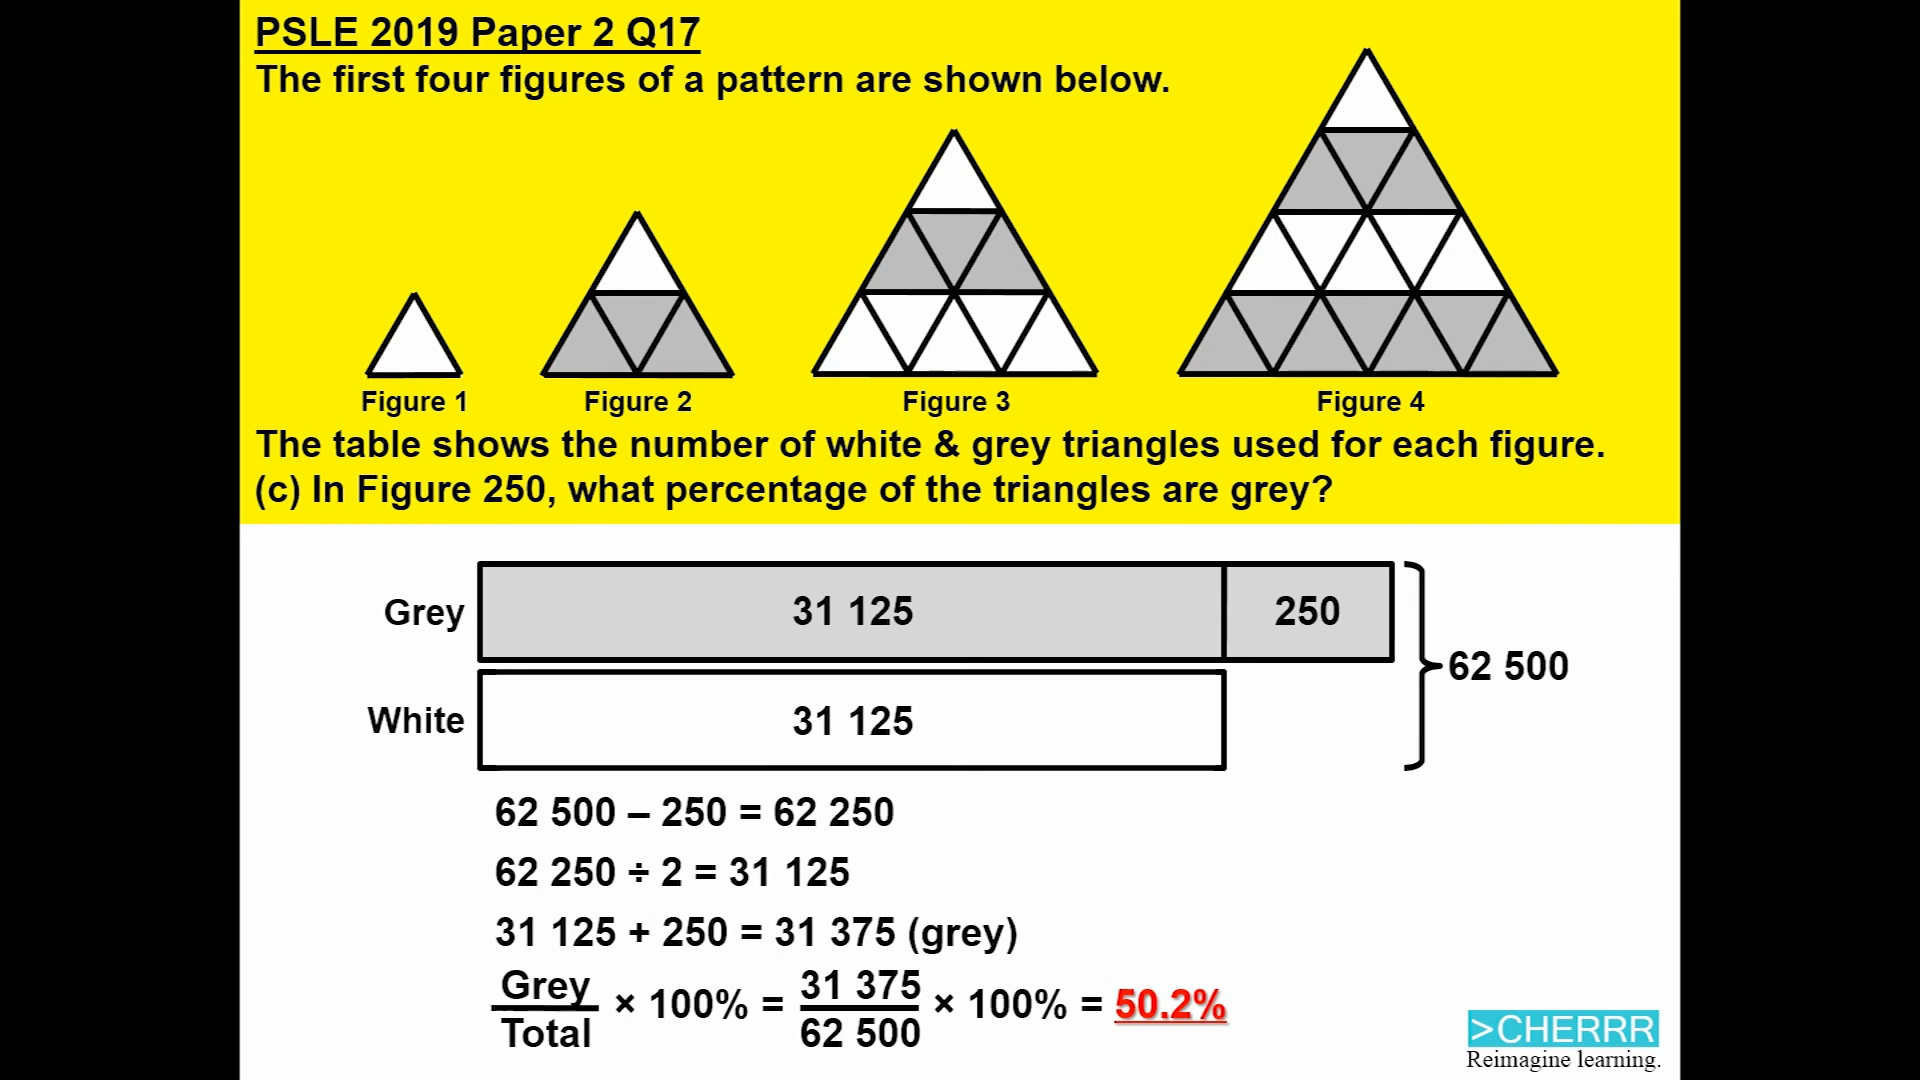 PSLE 2019 Paper 2 Q17
The first four figures of a pattern are shown below.
Figure 1
Figure 2
Figure 3
Figure 4
The table shows the number of white & grey triangles used for each figure.
(c) In Figure 250, what percentage of the triangles are grey?
Grey
31 125
250
62 500
White
31 125
62 500 – 250 = 62 250
62 250 ÷ 2 = 31 125
31 125 + 250 = 31 375 (grey)
Grey/Total × 100% = 31 375/62 500 × 100% = 50.2%
>CHERRR
Reimagine learning.